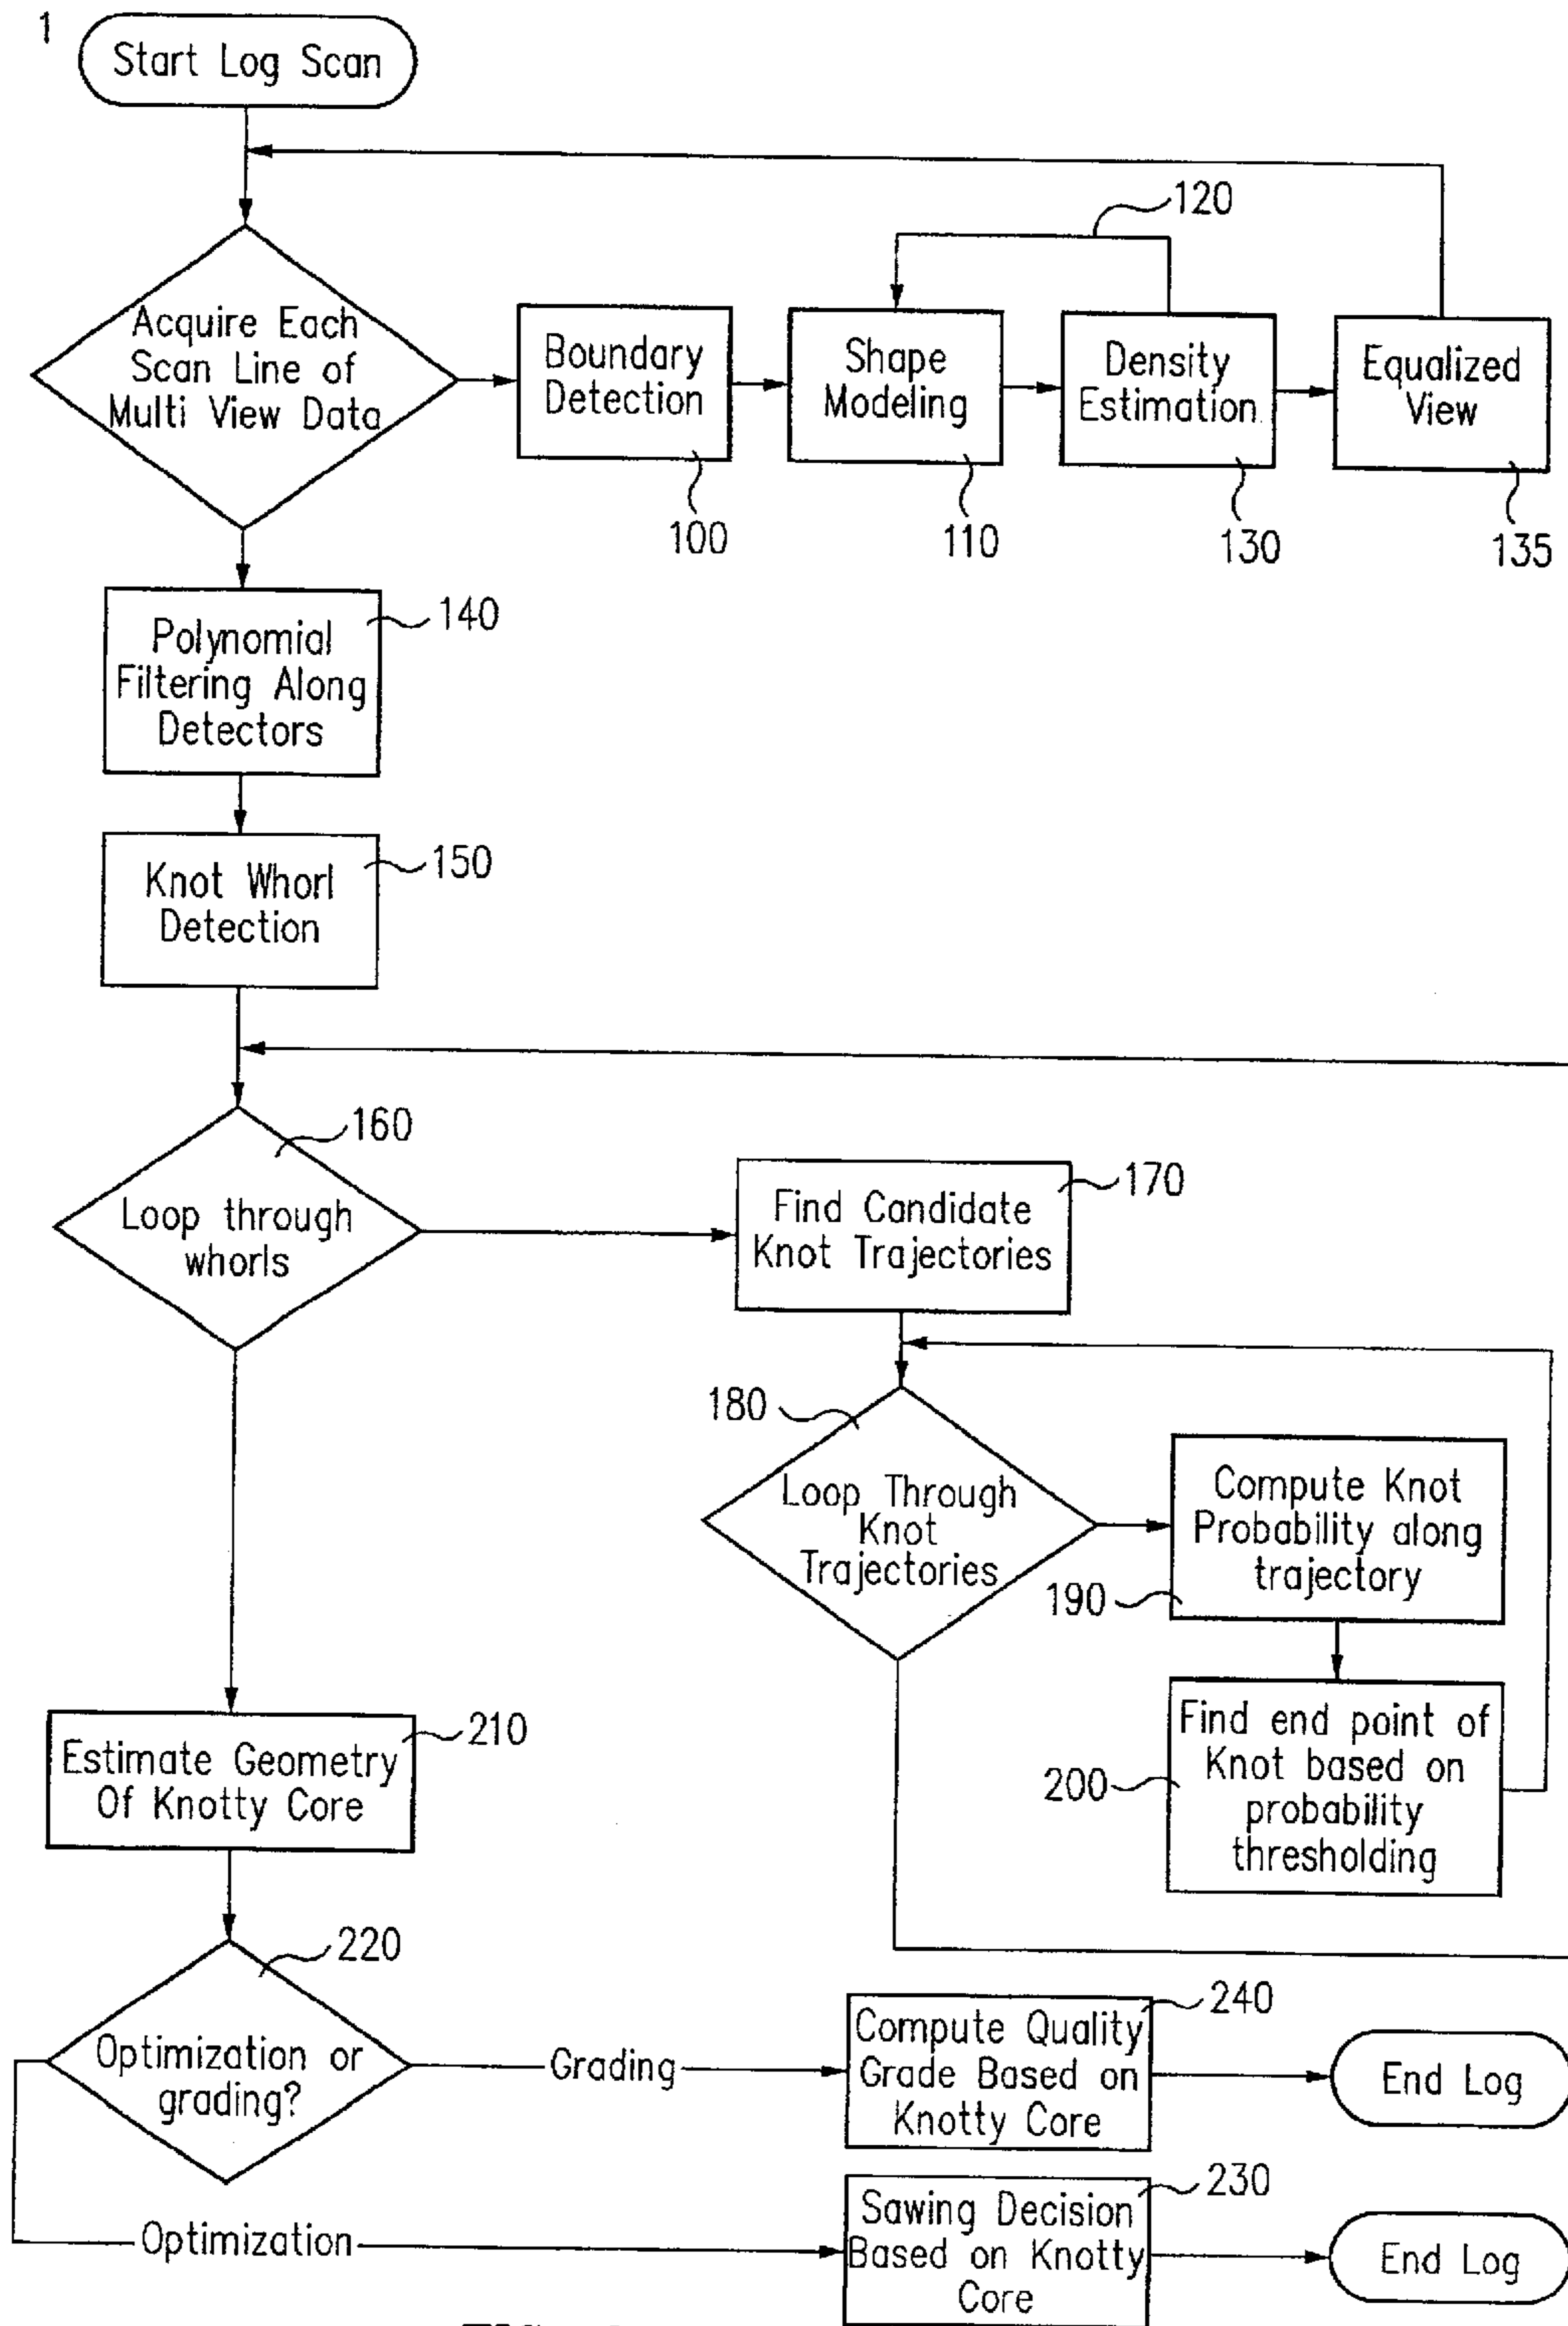 1
Start Log Scan
120
Acquire Each
Scan Line of
Multi View Data
Boundary
Detection
Shape
Modeling
Density
Estimation
Equalized
View
100
110
130
135
140
Polynomial
Filtering Along
Detectors
150
Knot Whorl
Detection
160
Loop through
whorls
170
Find Candidate
Knot Trajectories
180
Loop Through
Knot
Trajectories
Compute Knot
Probability along
trajectory
190
Find end point of
Knot based on
probability
thresholding
200
210
Estimate Geometry
Of Knotty Core
220
Optimization or
grading?
Grading
240
Compute Quality
Grade Based on
Knotty Core
End Log
Optimization
230
Sawing Decision
Based on Knotty
Core
End Log